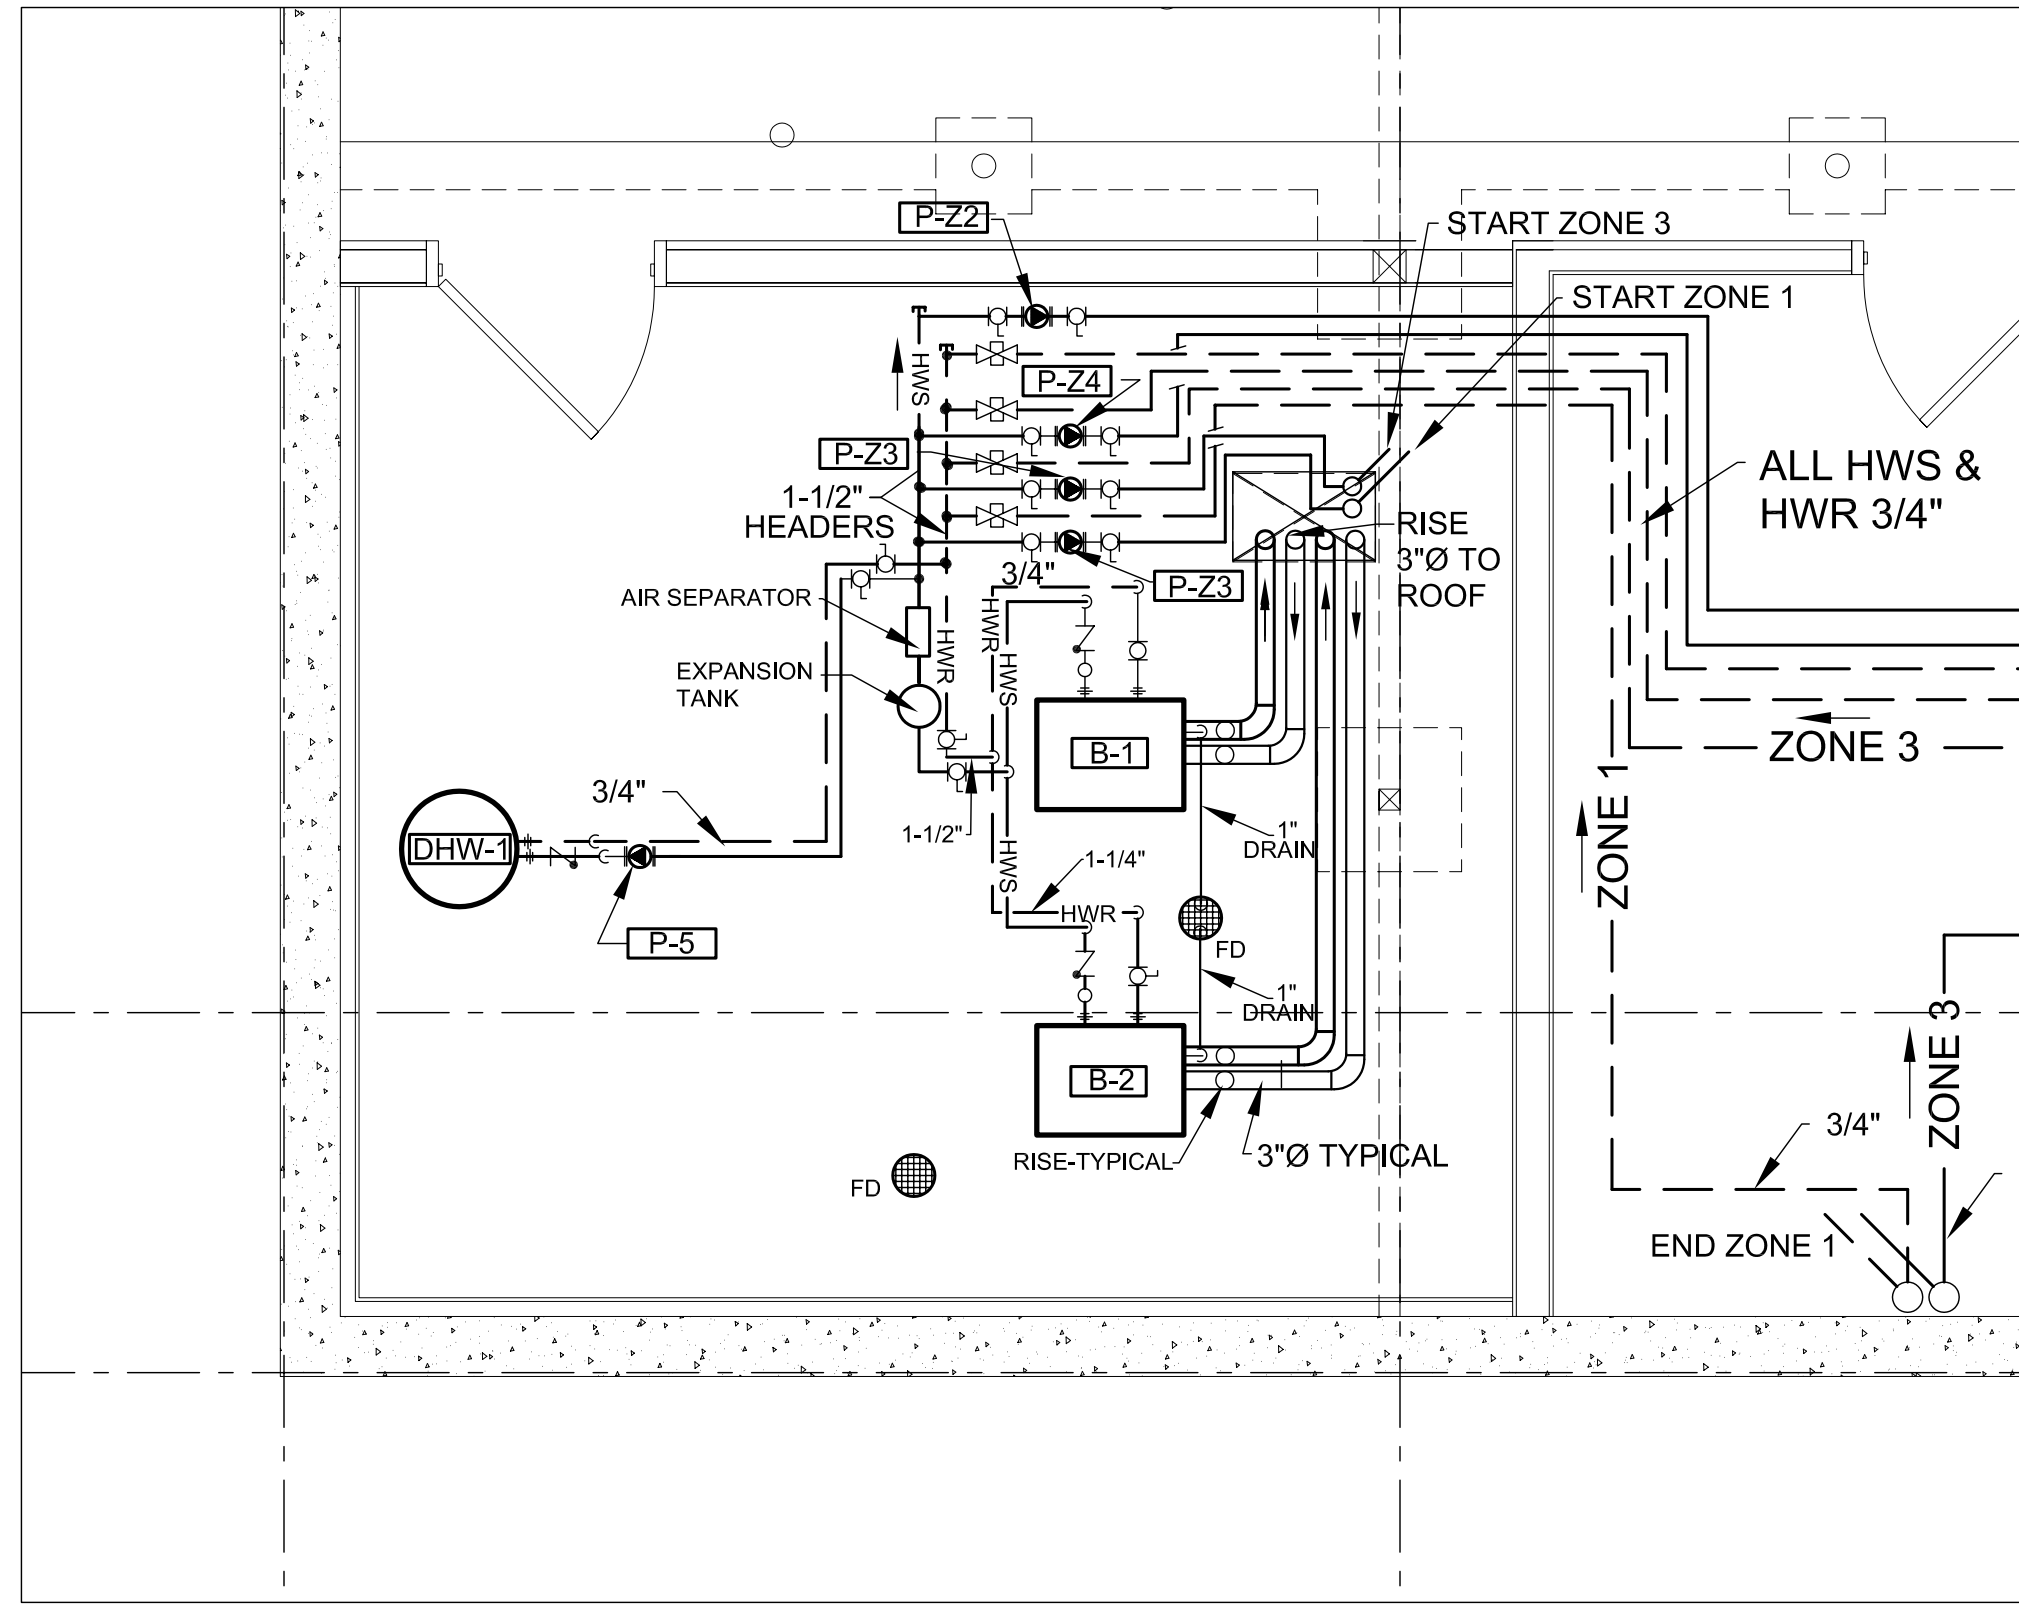 P-Z2
START ZONE 3
START ZONE 1
HWS
P-Z4
P-Z3
ALL HWS &
HWR 3/4"
1-1/2"
HEADERS
RISE
3"Ø TO
ROOF
3/4"
P-Z3
AIR SEPARATOR
HWR
HWR
HWS
EXPANSION
TANK
B-1
ZONE 3
ZONE 1
3/4"
DHW-1
1-1/2"
1"
DRAIN
1-1/4"
HWS
HWR
P-5
FD
1"
DRAIN
ZONE 3
B-2
3/4"
RISE-TYPICAL
3"Ø TYPICAL
FD
END ZONE 1